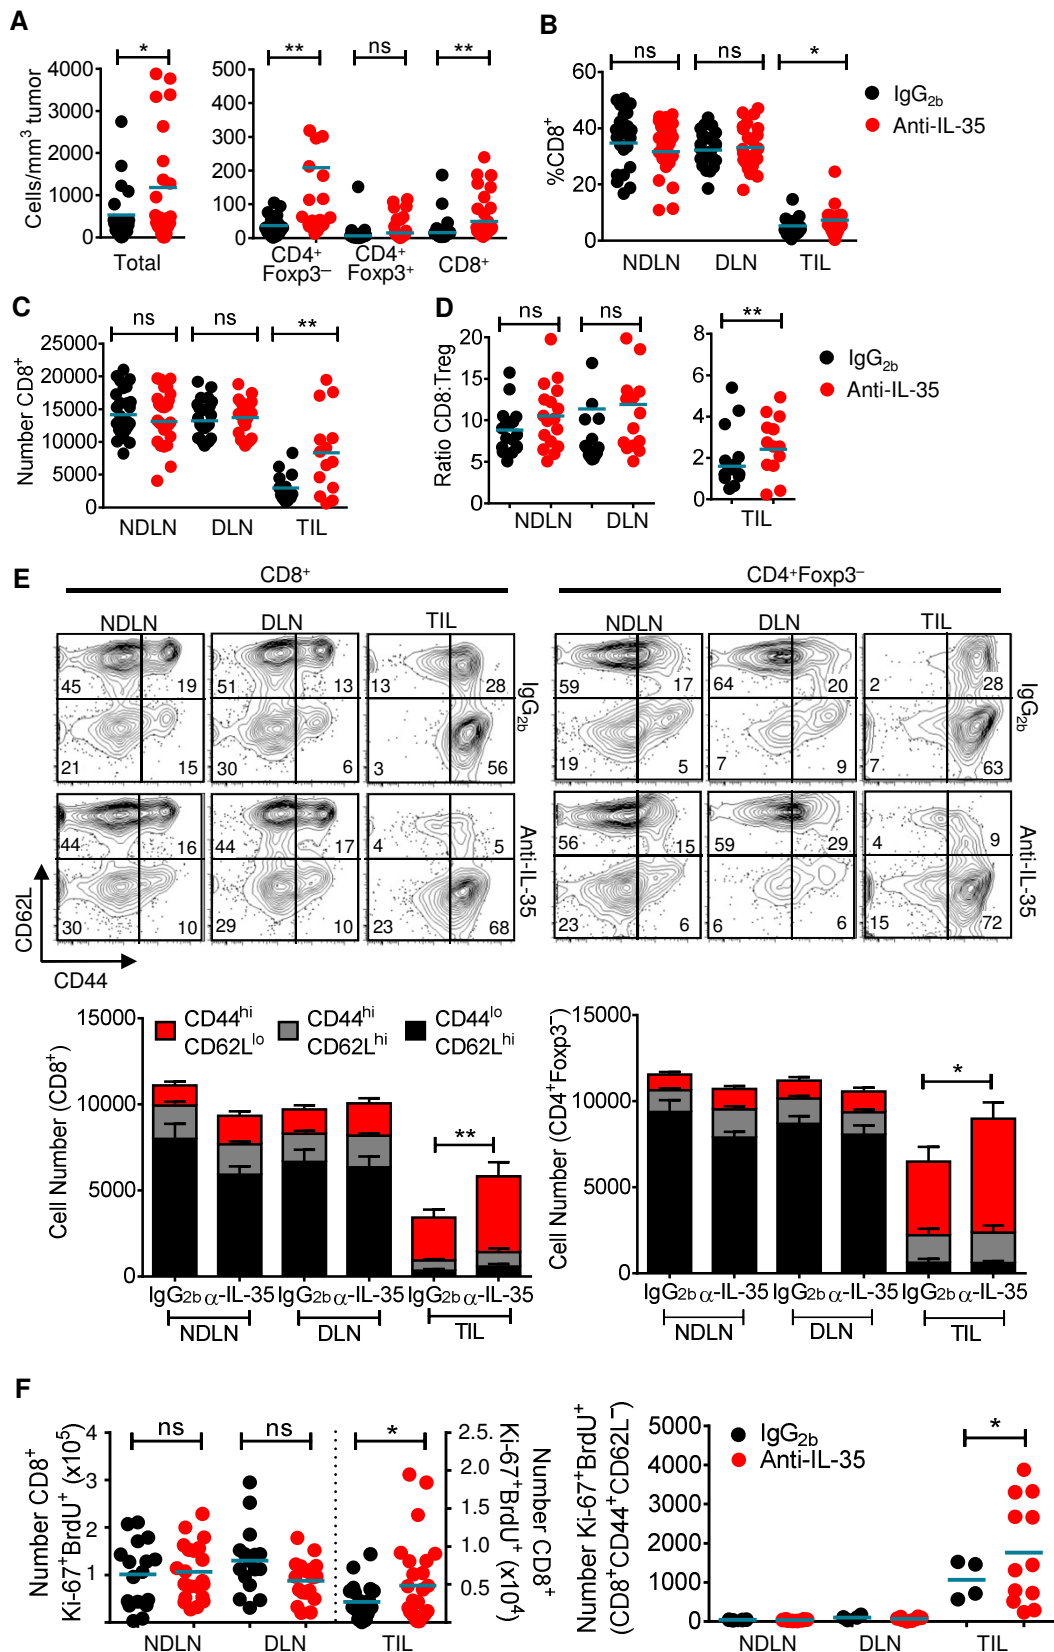 A
* ** ns **
Cells/mm³ tumor
4000 3000 2000 1000 0
500 400 300 200 100 0
Total
CD4⁺ Foxp3⁻
CD4⁺ Foxp3⁺
CD8⁺
B
ns ns *
%CD8⁺
60 40 20 0
NDLN DLN TIL
IgG₂b
Anti-IL-35
C
ns ns **
Number CD8⁺
25000 20000 15000 10000 5000 0
NDLN DLN TIL
D
ns ns **
Ratio CD8:Treg
20 15 10 5 0
NDLN DLN
8 6 4 2 0
TIL
IgG₂b
Anti-IL-35
E
CD8⁺ CD4⁺Foxp3⁻
NDLN DLN TIL NDLN DLN TIL
45 19 51 13 13 28 IgG₂b 59 17 64 20 2 28 IgG₂b
21 15 30 6 3 56 19 5 7 9 7 63
44 16 44 17 4 5 Anti-IL-35 56 15 59 29 4 9 Anti-IL-35
30 10 29 10 23 68 23 6 6 6 15 72
CD62L
CD44
Cell Number (CD8⁺)
15000 10000 5000 0
CD44ʰⁱ CD62Lˡᵒ
CD44ʰⁱ CD62Lʰⁱ
CD44ˡᵒ CD62Lʰⁱ
**
IgG2b α-IL-35 IgG2b α-IL-35 IgG2b α-IL-35
NDLN DLN TIL
Cell Number (CD4⁺Foxp3⁻)
15000 10000 5000 0
*
IgG2b α-IL-35 IgG2b α-IL-35 IgG2b α-IL-35
NDLN DLN TIL
F
ns ns *
Number CD8⁺
Ki-67⁺BrdU⁺ (x10⁵)
4 3 2 1
2.5. 2.0. 1.5. 1.0. 0.5.
Number CD8⁺
Ki-67⁺BrdU⁺ (x10⁴)
NDLN DLN TIL
Number Ki-67⁺BrdU⁺
(CD8⁺CD44⁺CD62L⁻)
5000 4000 3000 2000 1000 0
IgG₂b
Anti-IL-35
*
NDLN DLN TIL